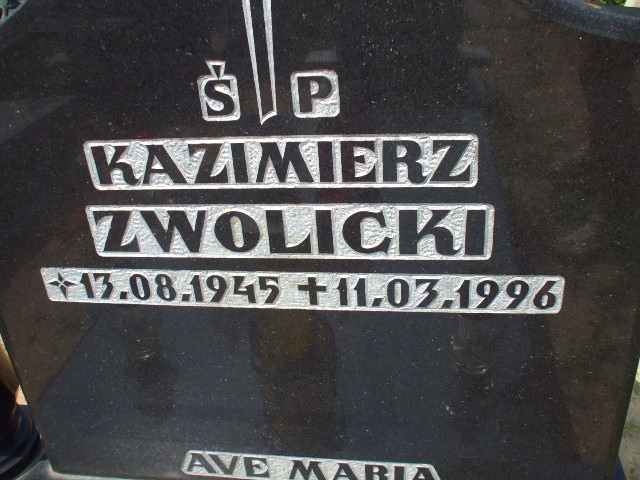 Ś P
KAZIMIERZ
ZWOLICKI
13.08.1945 11.03.1996
AVE MARIA